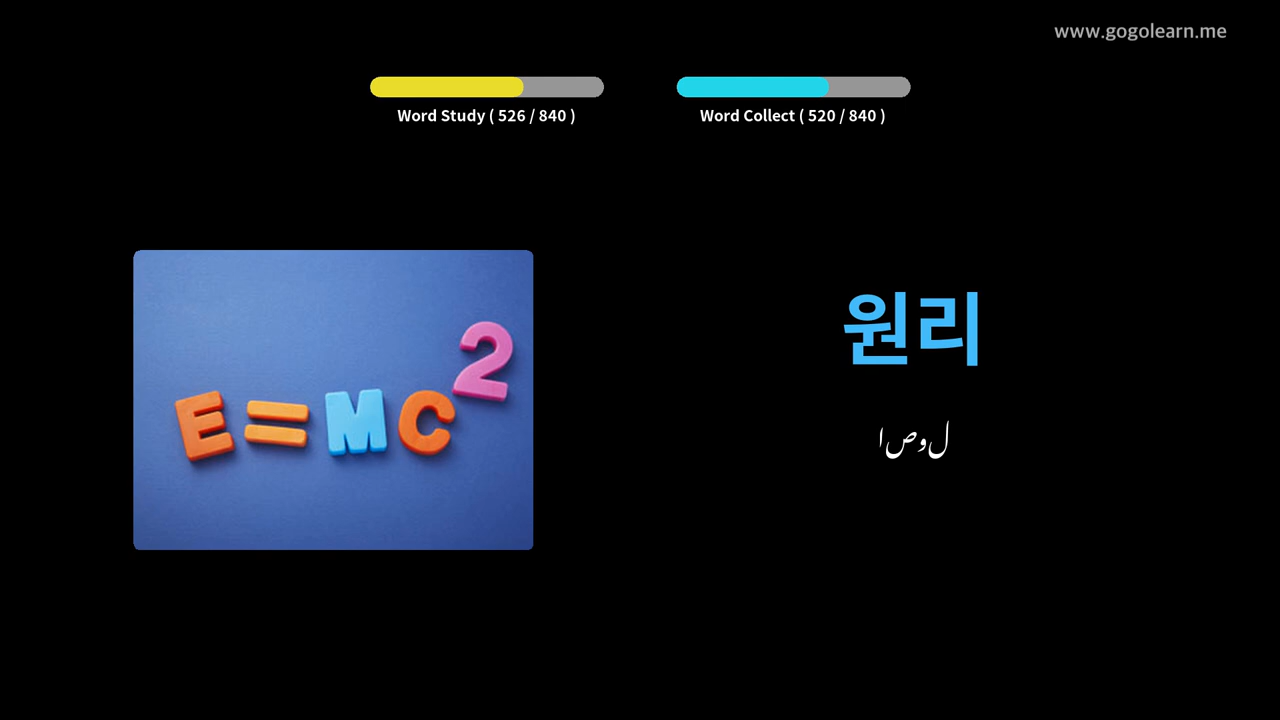 www.gogolearn.me
Word Study ( 526 / 840 )
Word Collect ( 520 / 840 )
E=MC2
원리
اصول